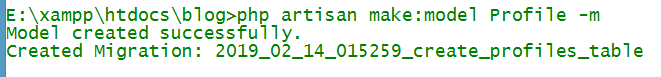 E:\xampp\htdocs\blog>php artisan make:model Profile -m
Model created successfully.
Created Migration: 2019_02_14_015259_create_profiles_table